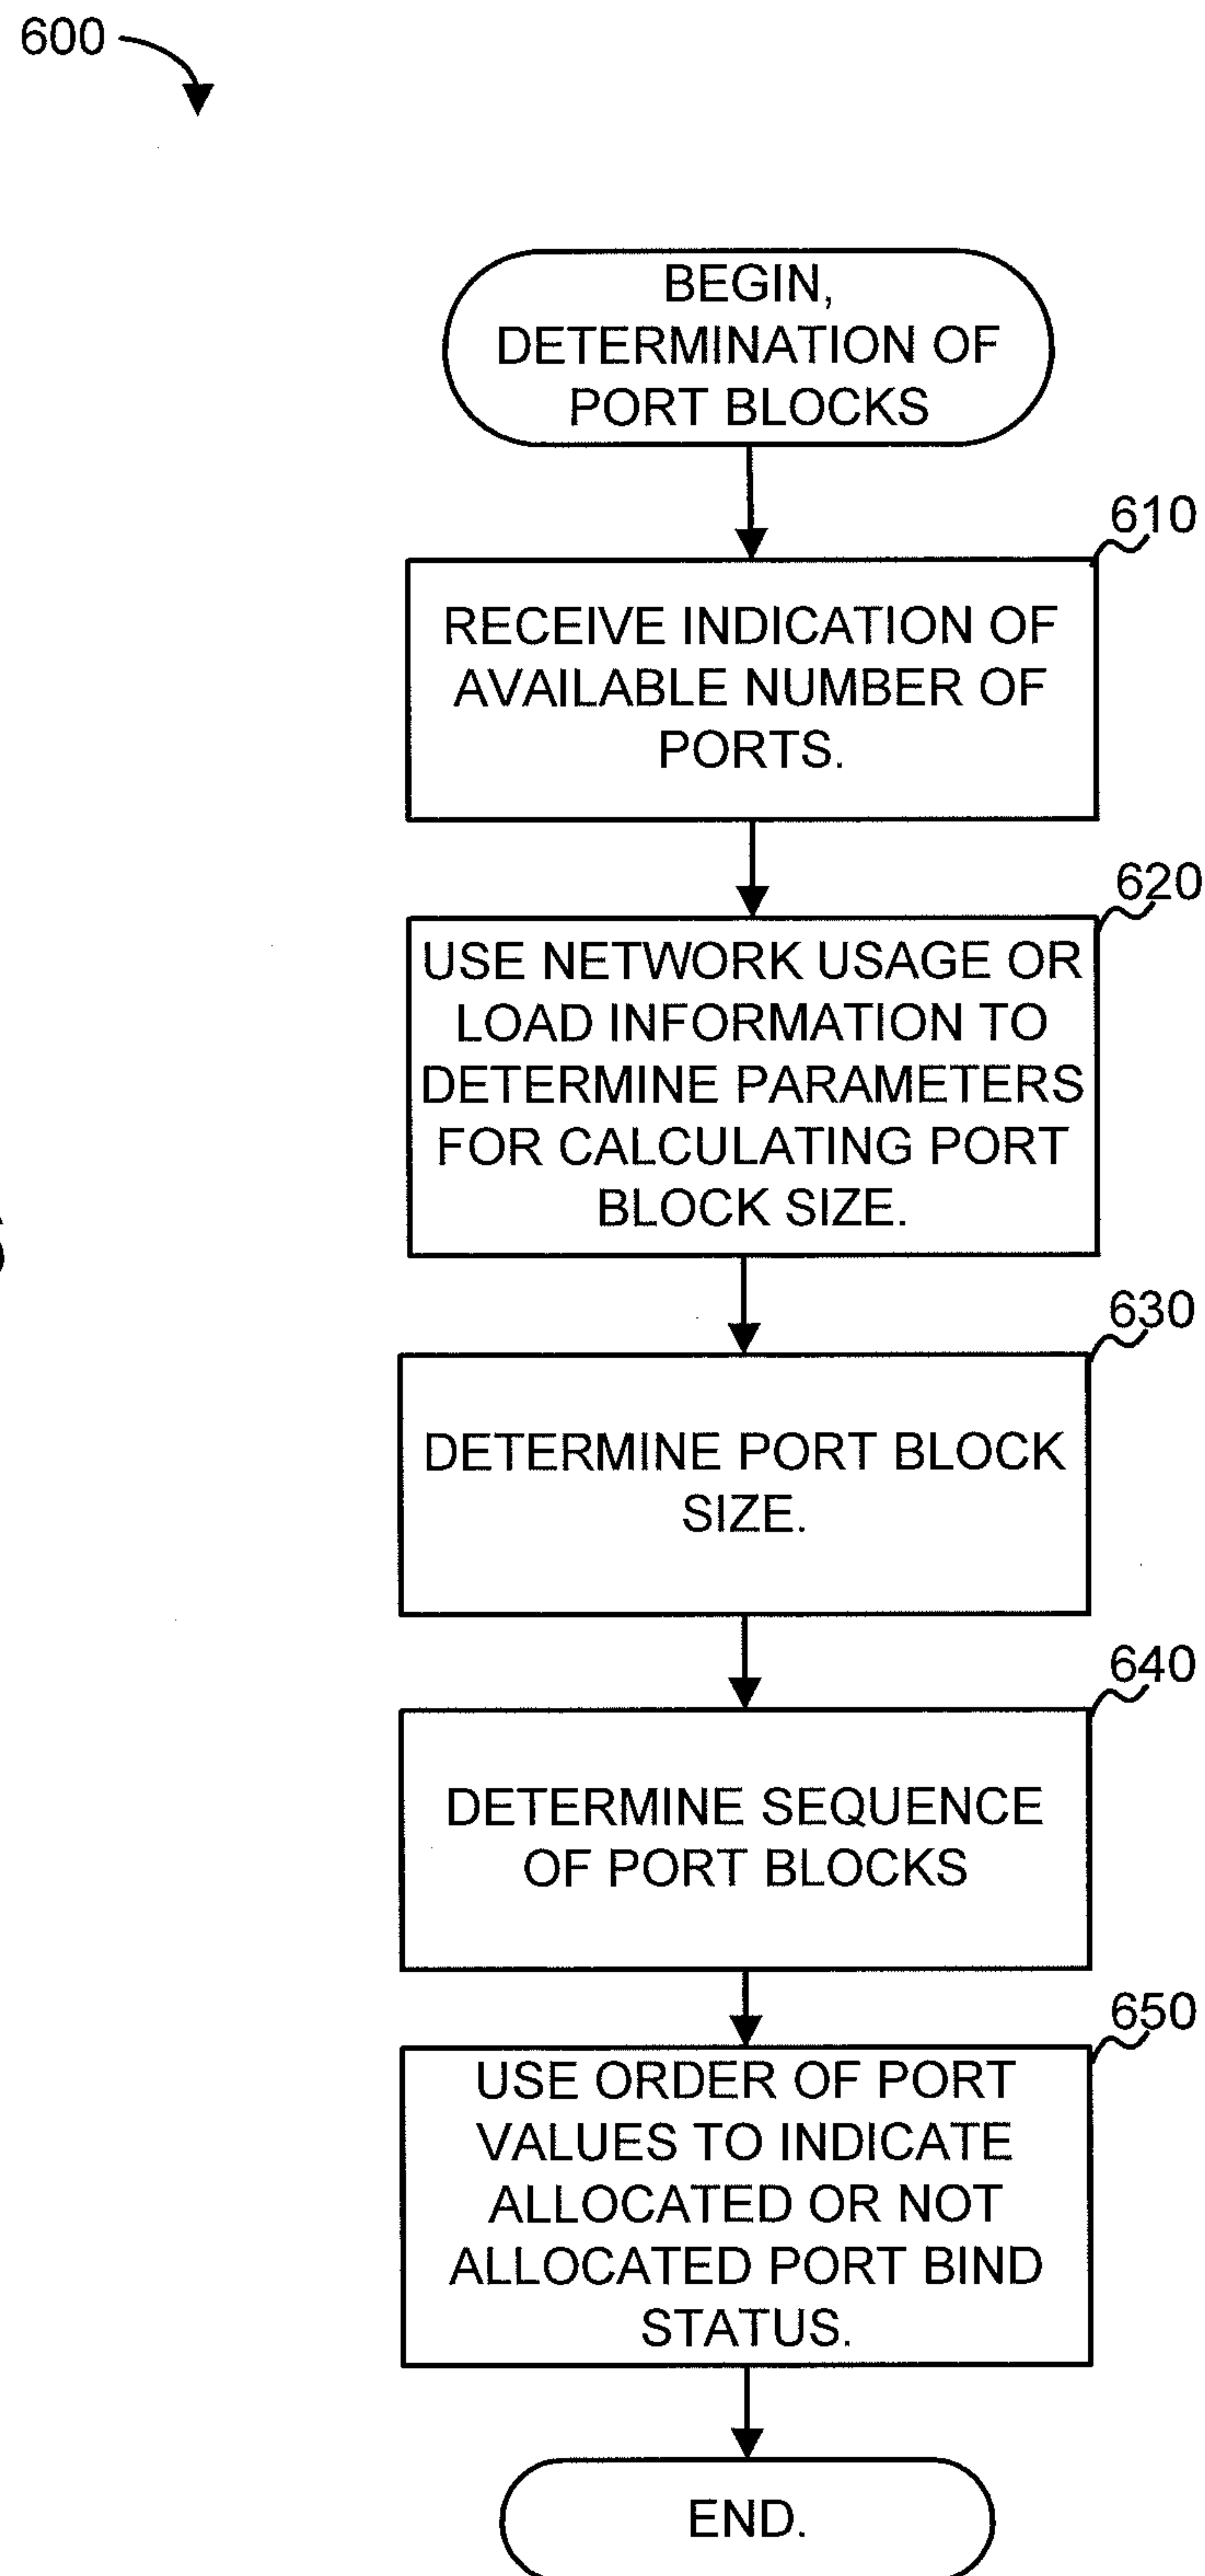 600
BEGIN,
DETERMINATION OF
PORT BLOCKS
610
RECEIVE INDICATION OF
AVAILABLE NUMBER OF
PORTS.
620
USE NETWORK USAGE OR
LOAD INFORMATION TO
DETERMINE PARAMETERS
FOR CALCULATING PORT
BLOCK SIZE.
630
DETERMINE PORT BLOCK
SIZE.
640
DETERMINE SEQUENCE
OF PORT BLOCKS
650
USE ORDER OF PORT
VALUES TO INDICATE
ALLOCATED OR NOT
ALLOCATED PORT BIND
STATUS.
END.